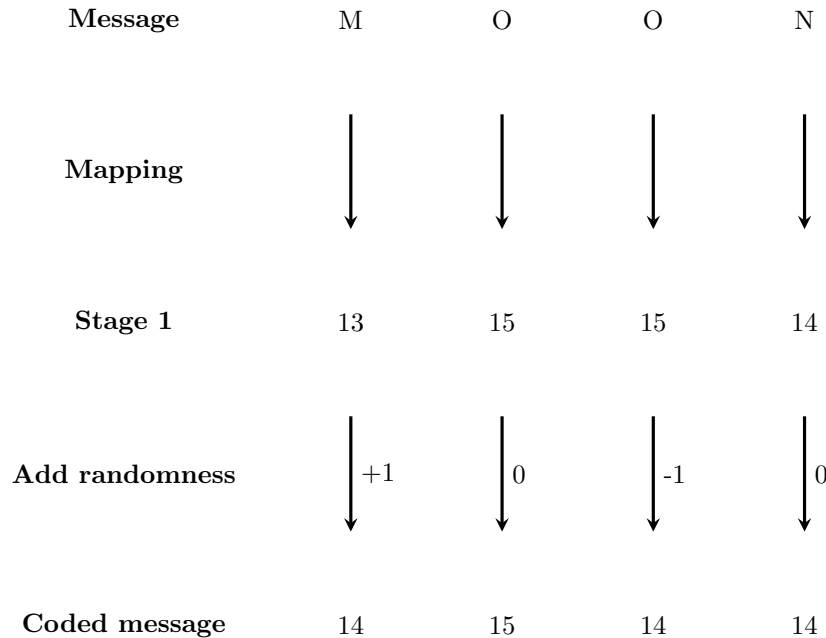 Message M O O N
Mapping
Stage 1 13 15 15 14
Add randomness +1 0 -1 0
Coded message 14 15 14 14